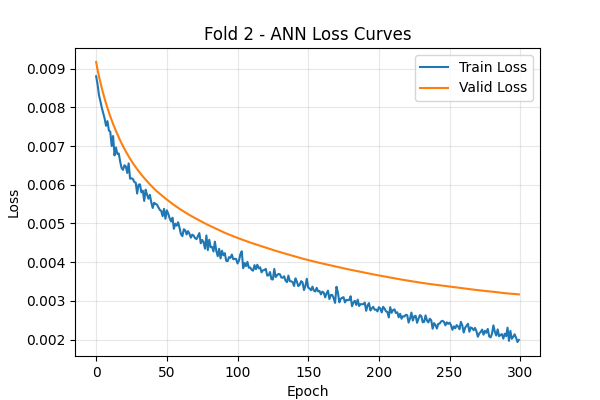 Fold 2 - ANN Loss Curves
Train Loss
Valid Loss
0.009
0.008
0.007
0.006
0.005
0.004
0.003
0.002
Loss
0 50 100 150 200 250 300
Epoch